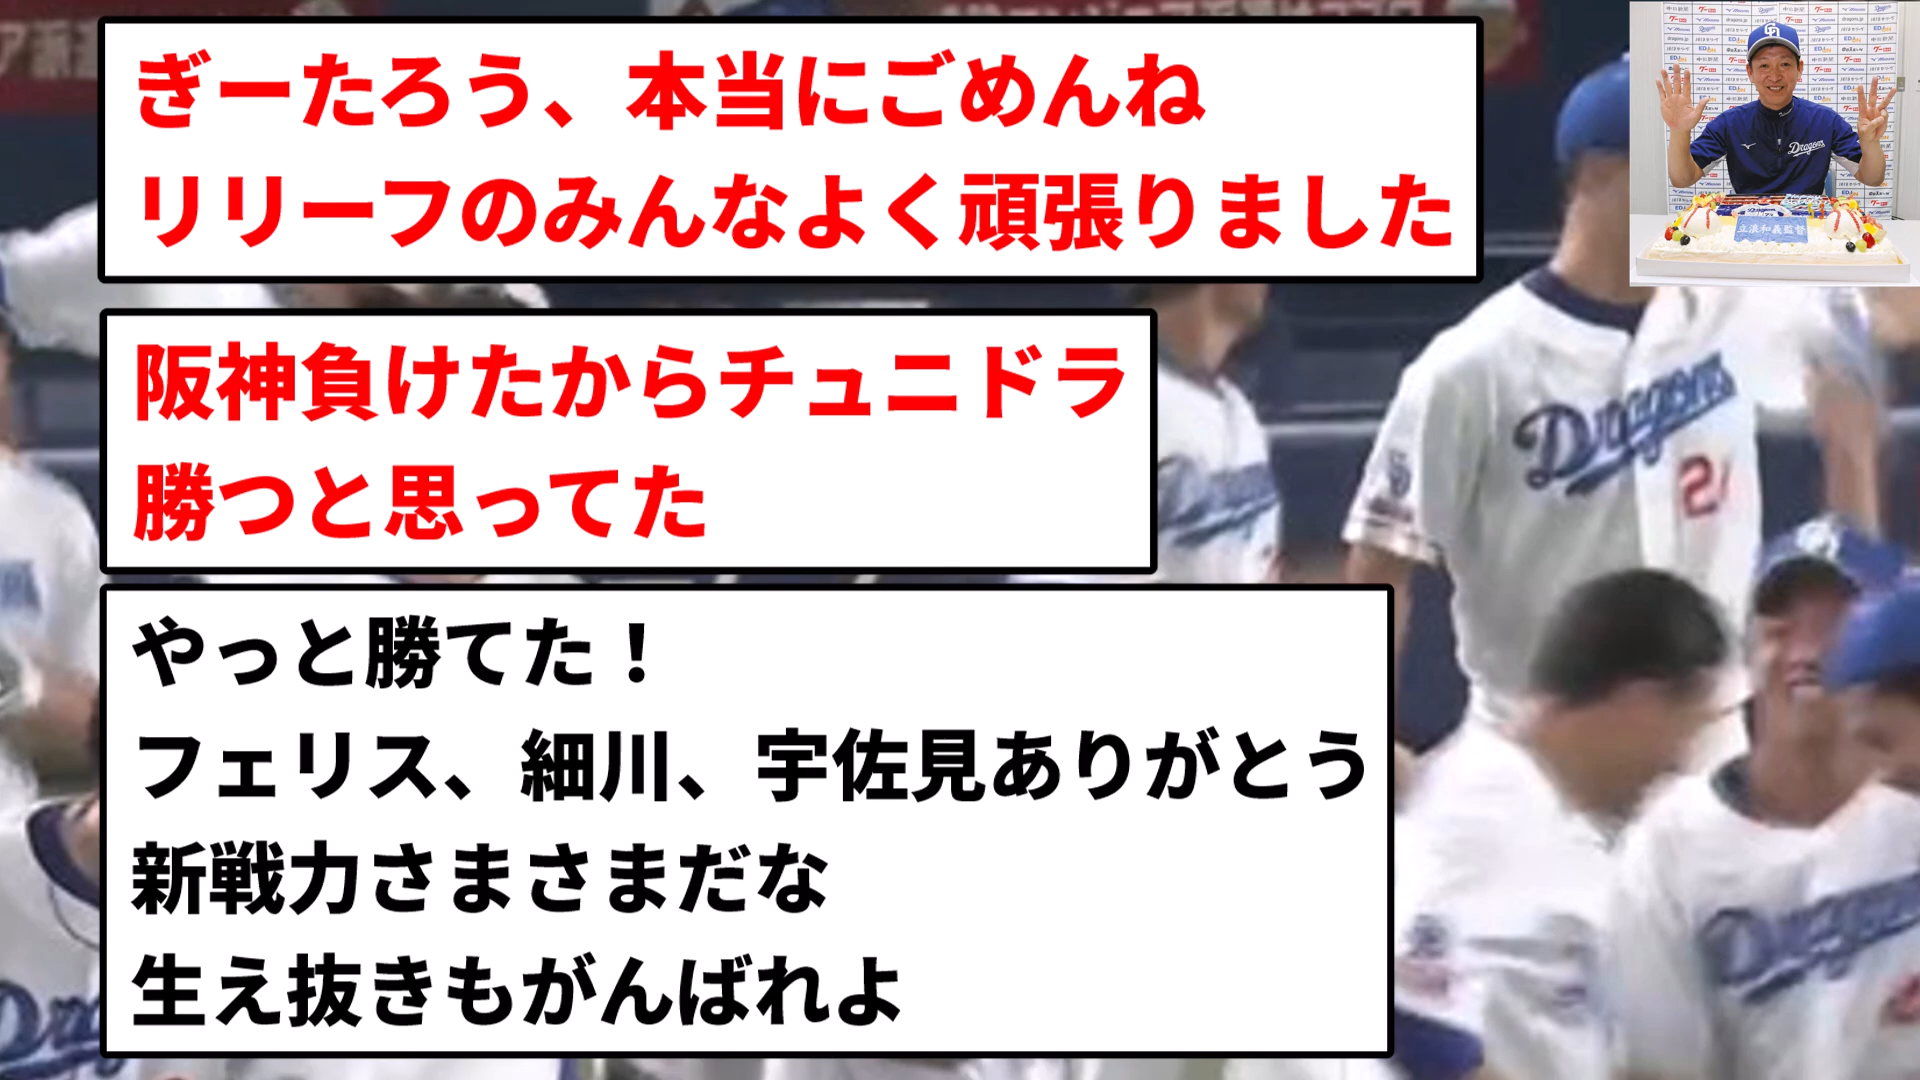 ぎーたろう、本当にごめんね
リリーフのみんなよく頑張りました
阪神負けたからチュニドラ
勝つと思ってた
やっと勝てた！
フェリス、細川、宇佐見ありがとう
新戦力さまさまだな
生え抜きもがんばれよ
Dragons
21
Dragons
立浪和義監督
Dragons